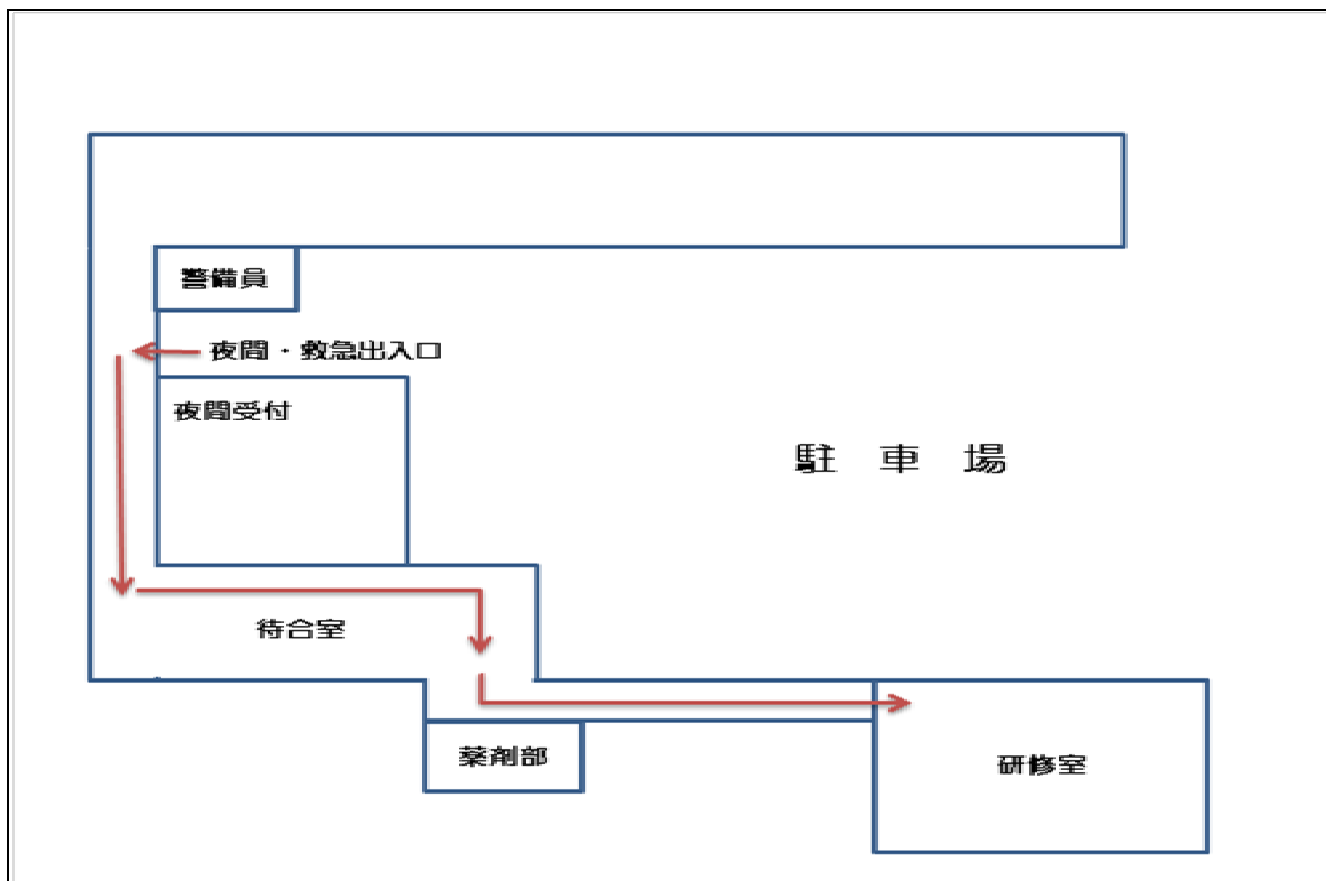 警備員
夜間・救急出入口
夜間受付
駐 車 場
待合室
薬剤部
研修室